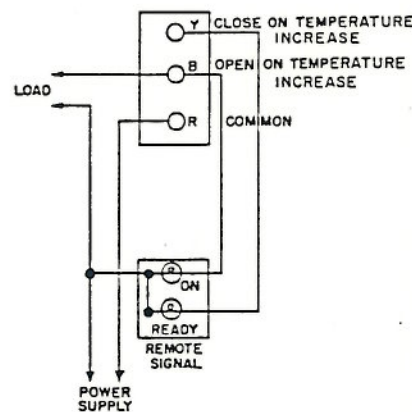 Y CLOSE ON TEMPERATURE
INCREASE
B OPEN ON TEMPERATURE
INCREASE
LOAD
R COMMON
R
ON
READY
REMOTE
SIGNAL
POWER
SUPPLY